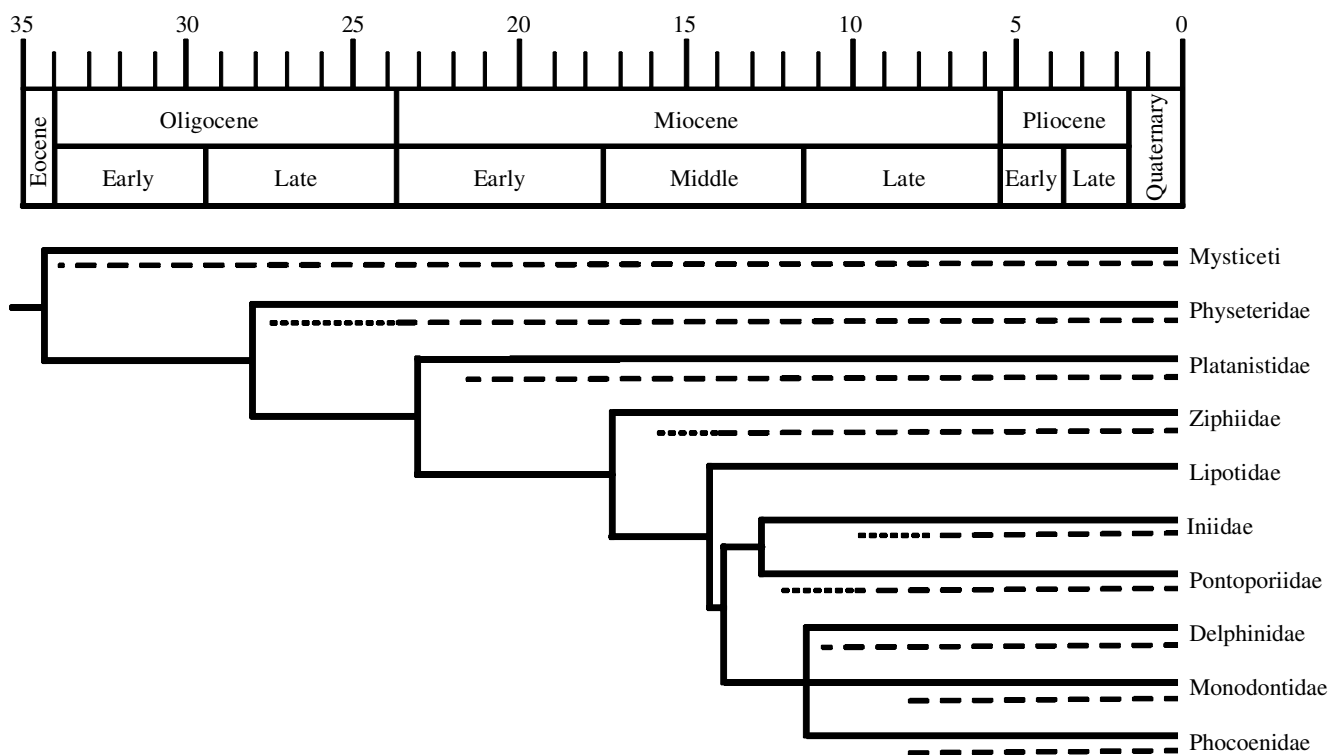 35 30 25 20 15 10 5 0
Eocene
Oligocene Miocene Pliocene
Quaternary
Early Late Early Middle Late Early Late
Mysticeti
Physeteridae
Platanistidae
Ziphiidae
Lipotidae
Iniidae
Pontoporiidae
Delphinidae
Monodontidae
Phocoenidae